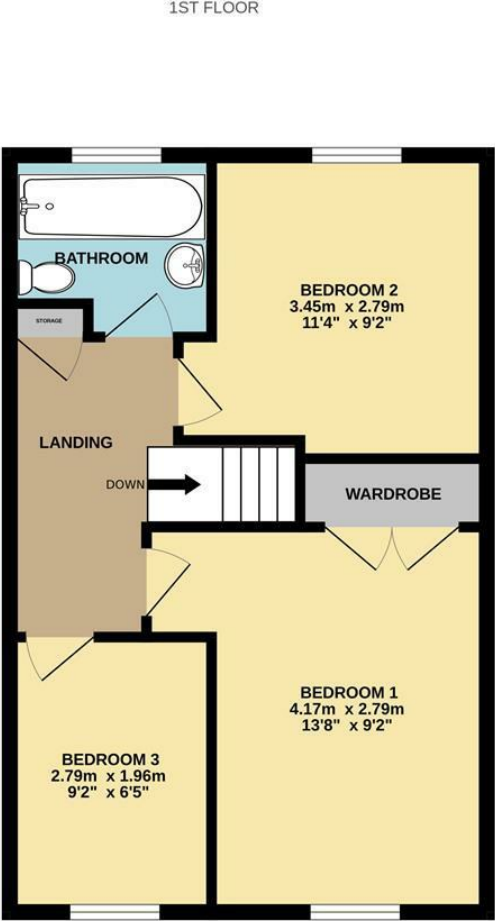 1ST FLOOR
BATHROOM
BEDROOM 2
3.45m x 2.79m
11'4" x 9'2"
STORAGE
LANDING
DOWN
WARDROBE
BEDROOM 1
4.17m x 2.79m
13'8" x 9'2"
BEDROOM 3
2.79m x 1.96m
9'2" x 6'5"